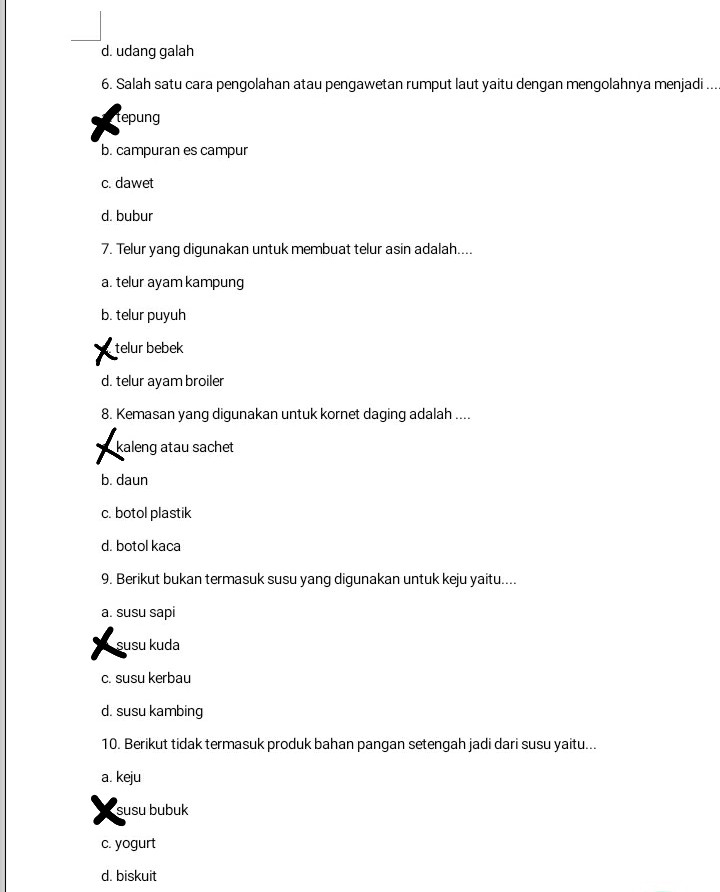 d. udang galah
6. Salah satu cara pengolahan atau pengawetan rumput laut yaitu dengan mengolahnya menjadi ....
tepung
b. campuran es campur
c. dawet
d. bubur
7. Telur yang digunakan untuk membuat telur asin adalah....
a. telur ayam kampung
b. telur puyuh
telur bebek
d. telur ayam broiler
8. Kemasan yang digunakan untuk kornet daging adalah ....
kaleng atau sachet
b. daun
c. botol plastik
d. botol kaca
9. Berikut bukan termasuk susu yang digunakan untuk keju yaitu....
a. susu sapi
susu kuda
c. susu kerbau
d. susu kambing
10. Berikut tidak termasuk produk bahan pangan setengah jadi dari susu yaitu...
a. keju
susu bubuk
c. yogurt
d. biskuit